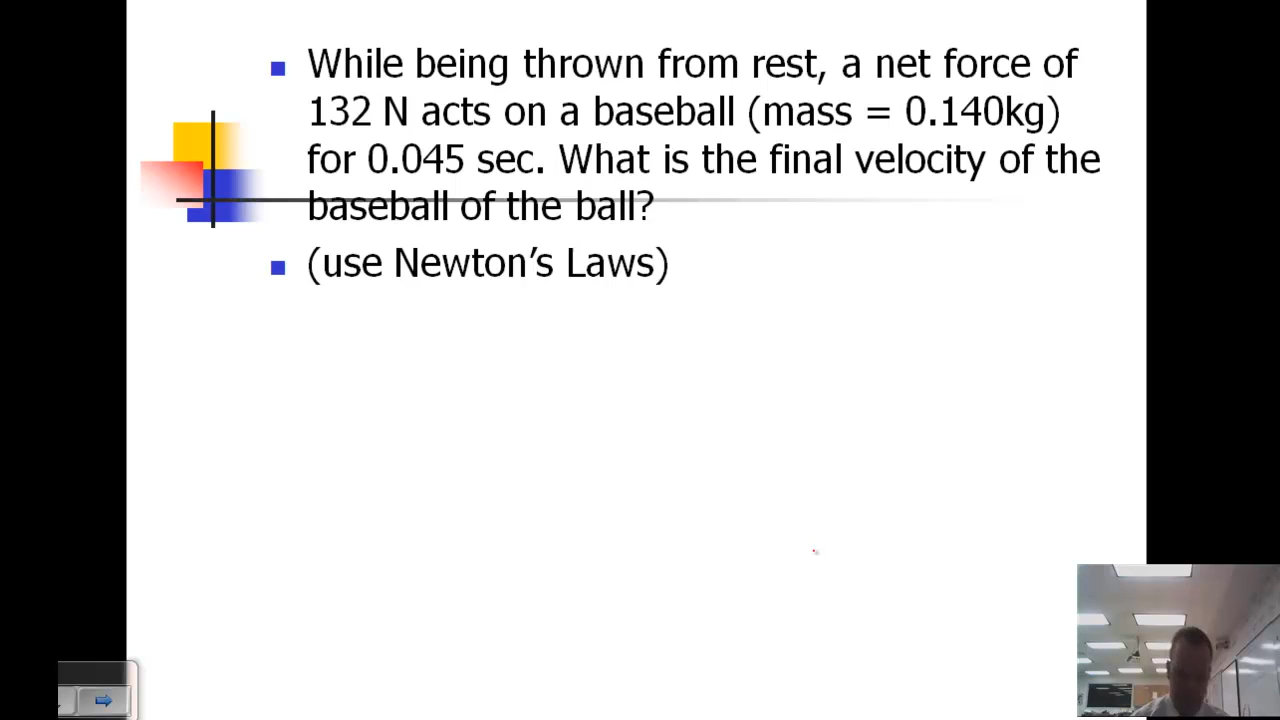 While being thrown from rest, a net force of
132 N acts on a baseball (mass = 0.140kg)
for 0.045 sec. What is the final velocity of the
baseball of the ball?
(use Newton’s Laws)